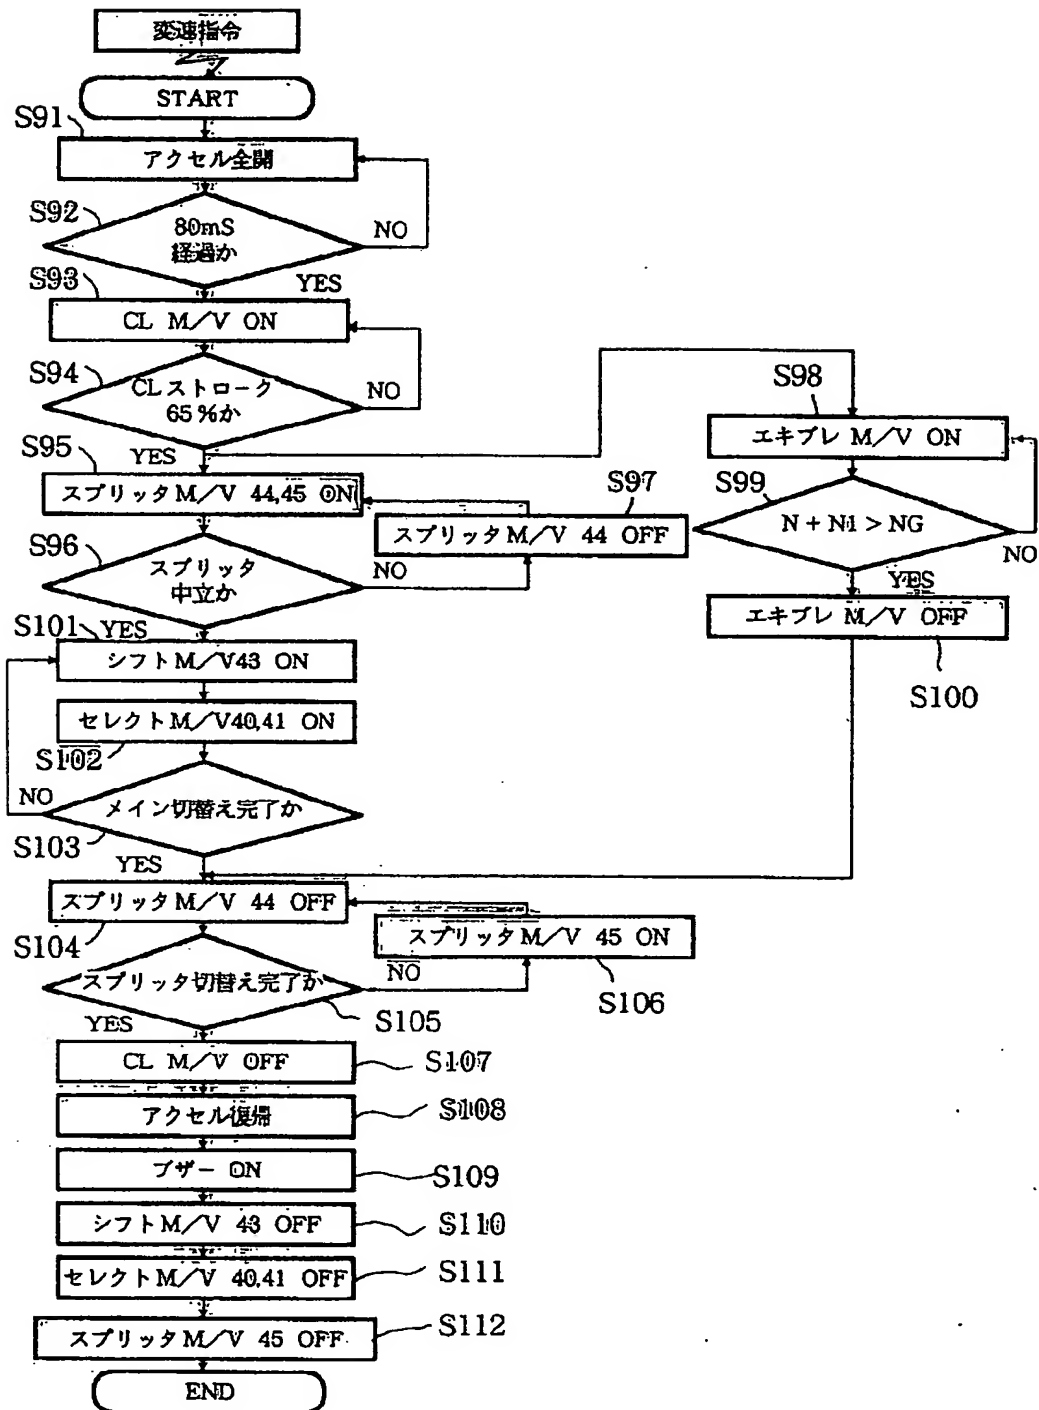 変速指令
START
S91
アクセル全閉
S92
80mS
経過か
NO
S93
YES
CL M/V ON
S94
CLストローク
65%か
NO
S98
エキブレ M/V ON
S95
YES
スプリッタM/V 44,45 ON
S97
スプリッタM/V 44 OFF
S99
N + Ni > NG
NO
S96
スプリッタ
中立か
NO
YES
エキブレ M/V OFF
S100
S101
YES
シフトM/V43 ON
セレクトM/V40,41 ON
S102
NO
メイン切替え完了か
S103
YES
スプリッタM/V 44 OFF
S104
スプリッタM/V 45 ON
NO
S106
スプリッタ切替え完了か
S105
YES
CL M/V OFF
S107
アクセル復帰
S108
ブザー ON
S109
シフトM/V 43 OFF
S110
セレクトM/V 40,41 OFF
S111
スプリッタM/V 45 OFF
S112
END